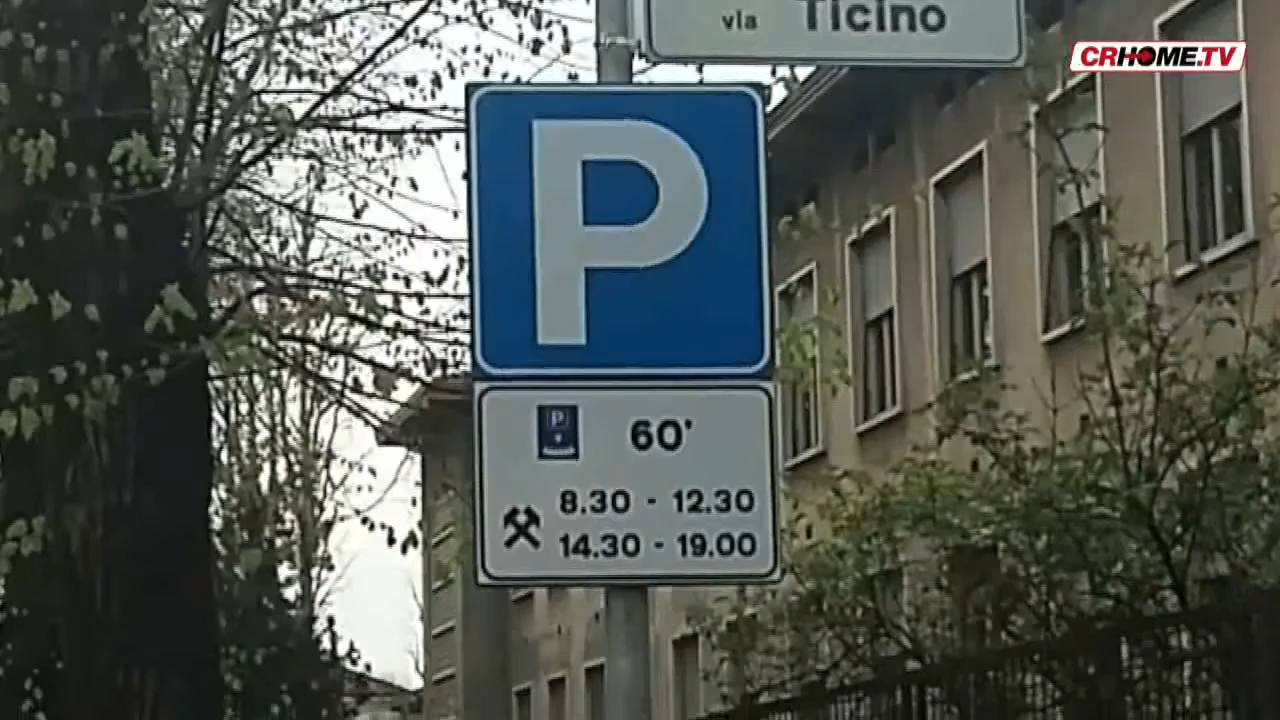 via Ticino
CRHOME.TV
P
P
60'
8.30 - 12.30
14.30 - 19.00